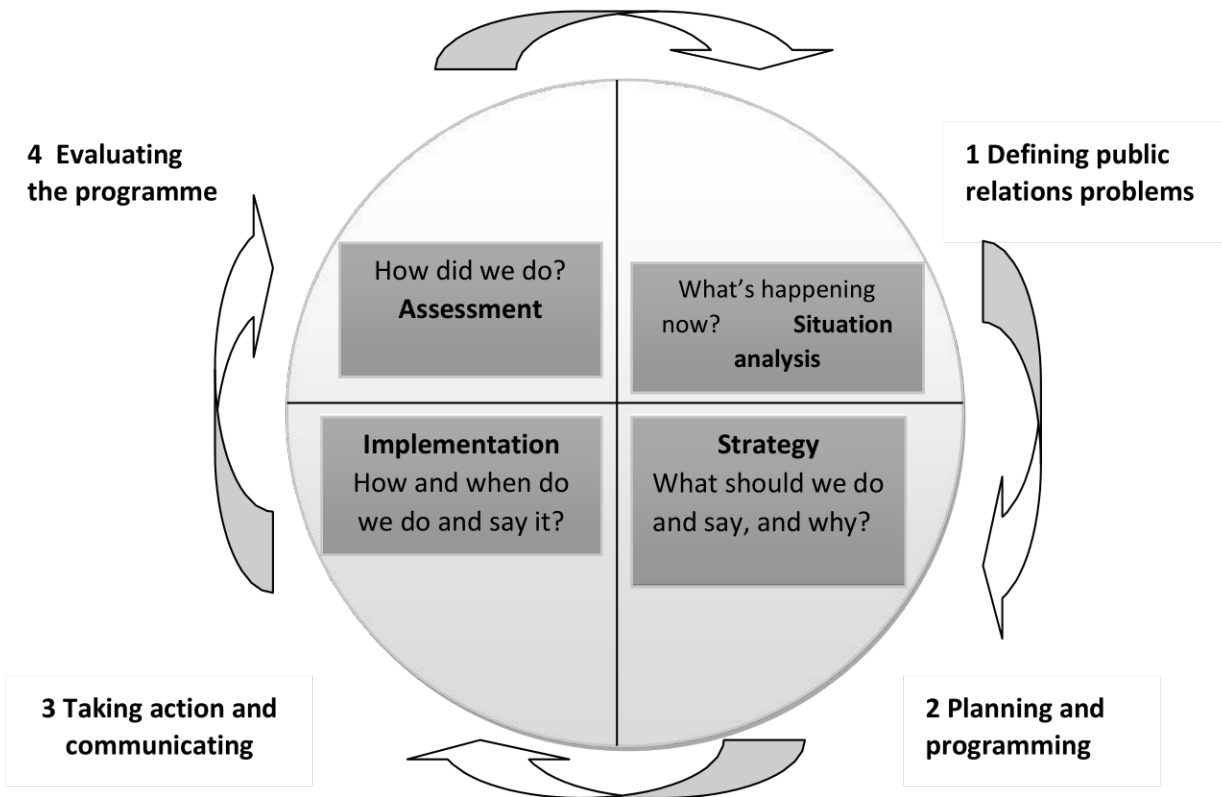 4 Evaluating
the programme
1 Defining public
relations problems
How did we do?
Assessment
What’s happening
now? Situation
analysis
Implementation
How and when do
we do and say it?
Strategy
What should we do
and say, and why?
3 Taking action and
communicating
2 Planning and
programming